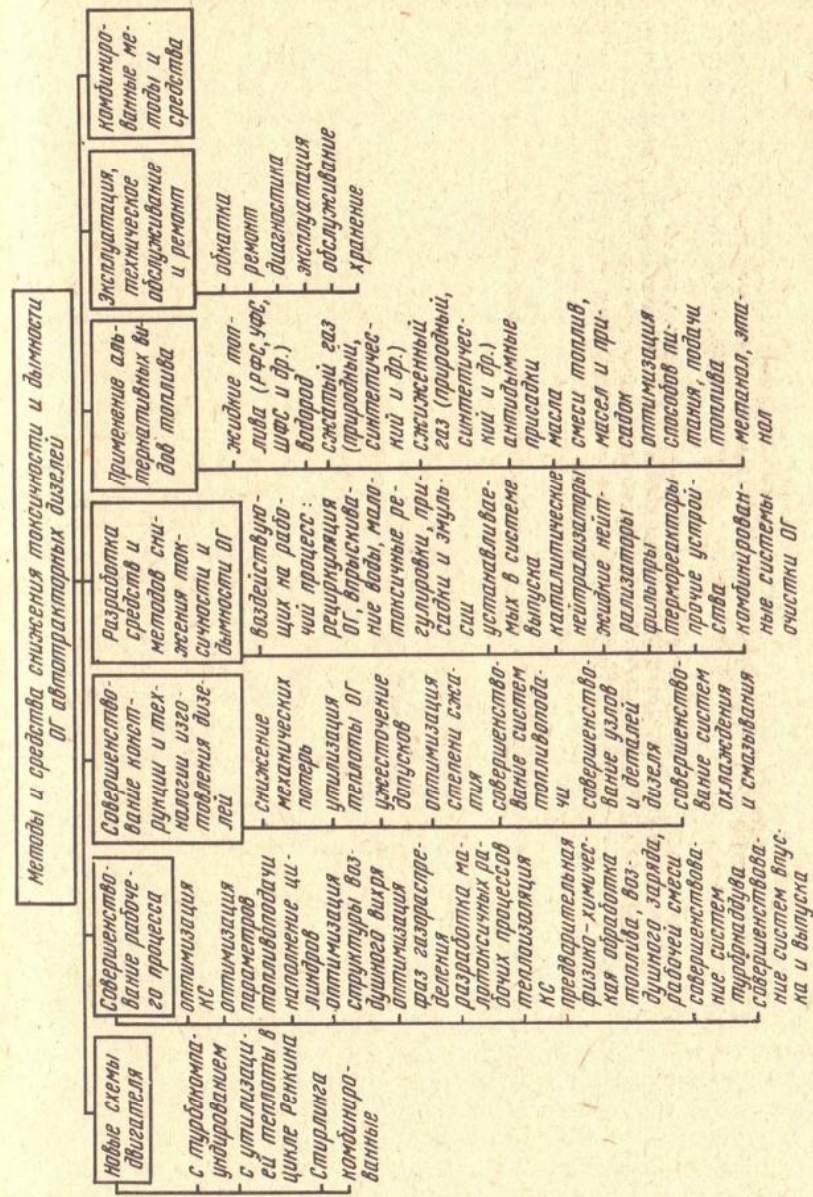 Методы и средства снижения токсичности и дымности
ОГ автотракторных дизелей
Новые схемы
двигателя
с турбокомпа-
ундированием
с утилизаци-
ей теплоты в
цикле Ренкина
Стирлинга
комбиниро-
ванные
Совершенство-
вание рабоче-
го процесса
оптимизация
КС
оптимизация
параметров
топливоподачи
наполнение ци-
линдров
оптимизация
структуры воз-
душного вихря
оптимизация
фаз газораспре-
деления
разработка ма-
лотоксичных ра-
бочих процессов
теплоизоляция
КС
предварительная
физико-химичес-
кая обработка
топлива, воз-
душного заряда,
рабочей смеси
совершенствова-
ние систем
турбонаддува
совершенствова-
ние систем впус-
ка и выпуска
Совершенство-
вание конст-
рукции и тех-
нологии изго-
товления дизе-
лей
снижение
механических
потерь
утилизация
теплоты ОГ
ужесточение
допусков
оптимизация
степени сжа-
тия
совершенство-
вание систем
топливопода-
чи
совершенство-
вание узлов
и деталей
дизеля
совершенство-
вание систем
охлаждения
и смазывания
Разработка
средств и
методов сни-
жения ток-
сичности и
дымности ОГ
воздействую-
щих на рабо-
чий процесс:
рециркуляция
ОГ, впрыскива-
ние воды, мало-
токсичные ре-
гулировки, при-
садки и эмуль-
сии
устанавливае-
мых в системе
выпуска
каталитические
нейтрализаторы
жидкие нейт-
рализаторы
фильтры
термореакторы
прочие устрой-
ства
комбинирован-
ные системы
очистки ОГ
Применение аль-
тернативных ви-
дов топлива
жидкие топ-
лива (РФС, УФС,
ШФС и др.)
водород
сжатый газ
(природный,
синтетичес-
кий и др.)
сжиженный
газ (природный,
синтетичес-
кий и др.)
антидымные
присадки
масла
смеси топлив,
масел и при-
садок
оптимизация
способов пи-
тания, подачи
топлива
метанол, эта-
нол
Эксплуатация,
техническое
обслуживание
и ремонт
обкатка
ремонт
диагностика
эксплуатация
обслуживание
хранение
Комбиниро-
ванные ме-
тоды и
средства